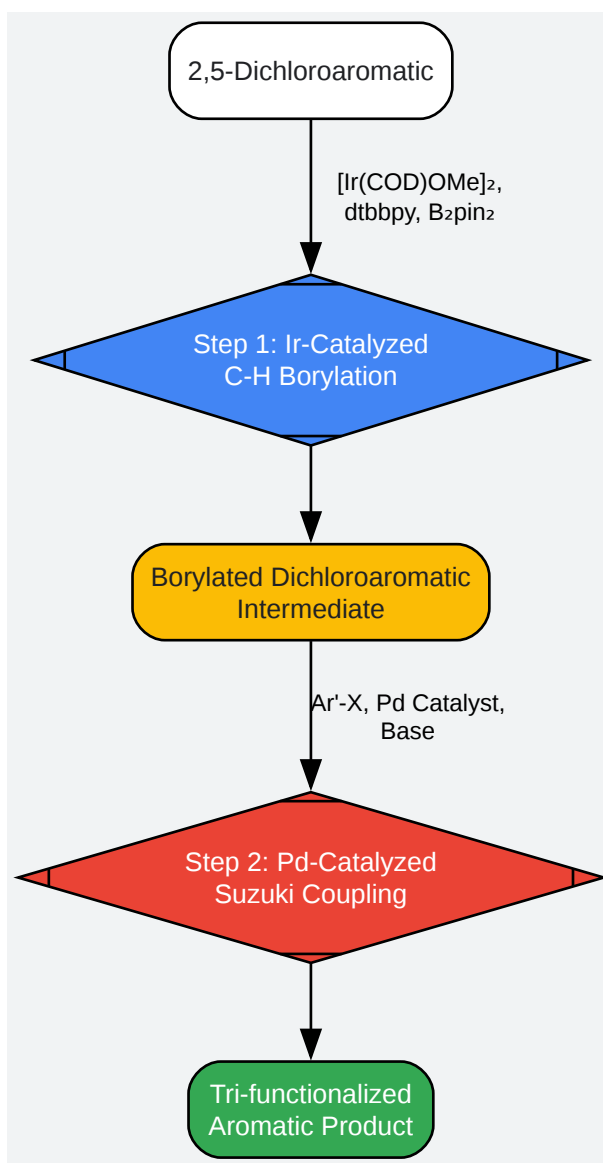 2,5-Dichloroaromatic
[Ir(COD)OMe]₂,
dtbbpy, B₂pin₂
Step 1: Ir-Catalyzed
C-H Borylation
Borylated Dichloroaromatic
Intermediate
Ar'-X, Pd Catalyst,
Base
Step 2: Pd-Catalyzed
Suzuki Coupling
Tri-functionalized
Aromatic Product